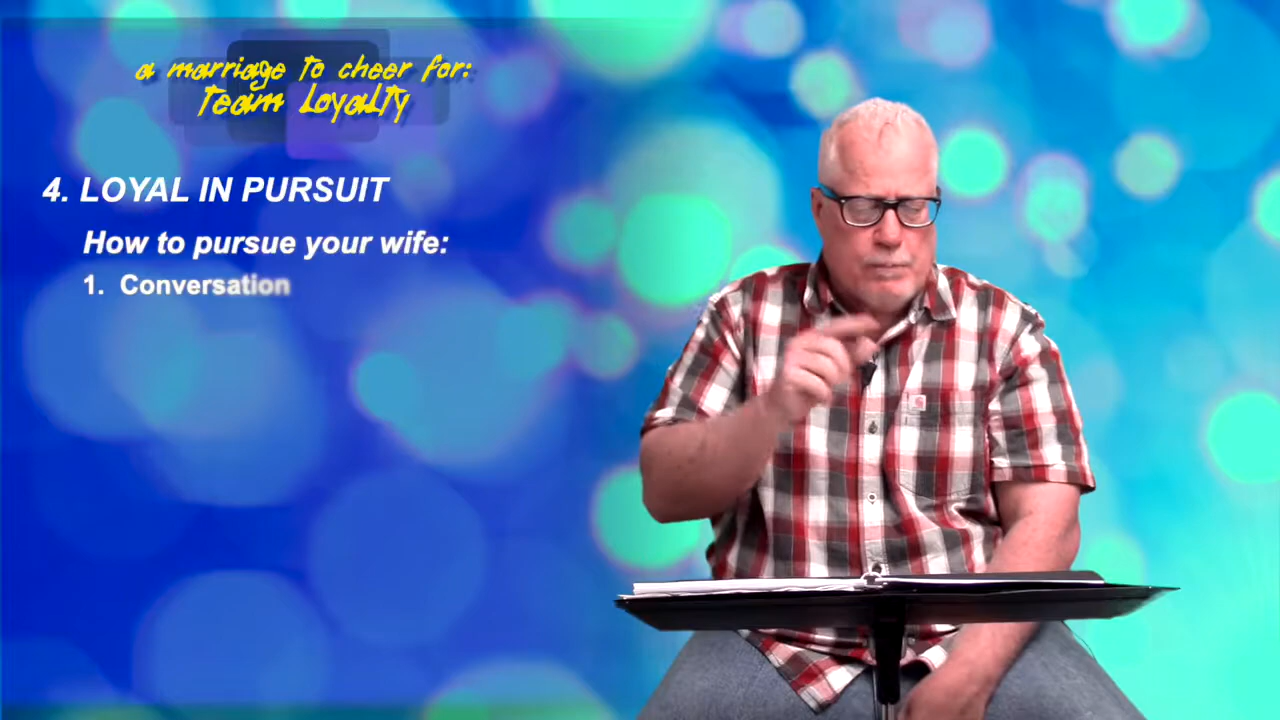 a marriage to cheer for:
Team Loyalty
4. LOYAL IN PURSUIT
How to pursue your wife:
1. Conversation